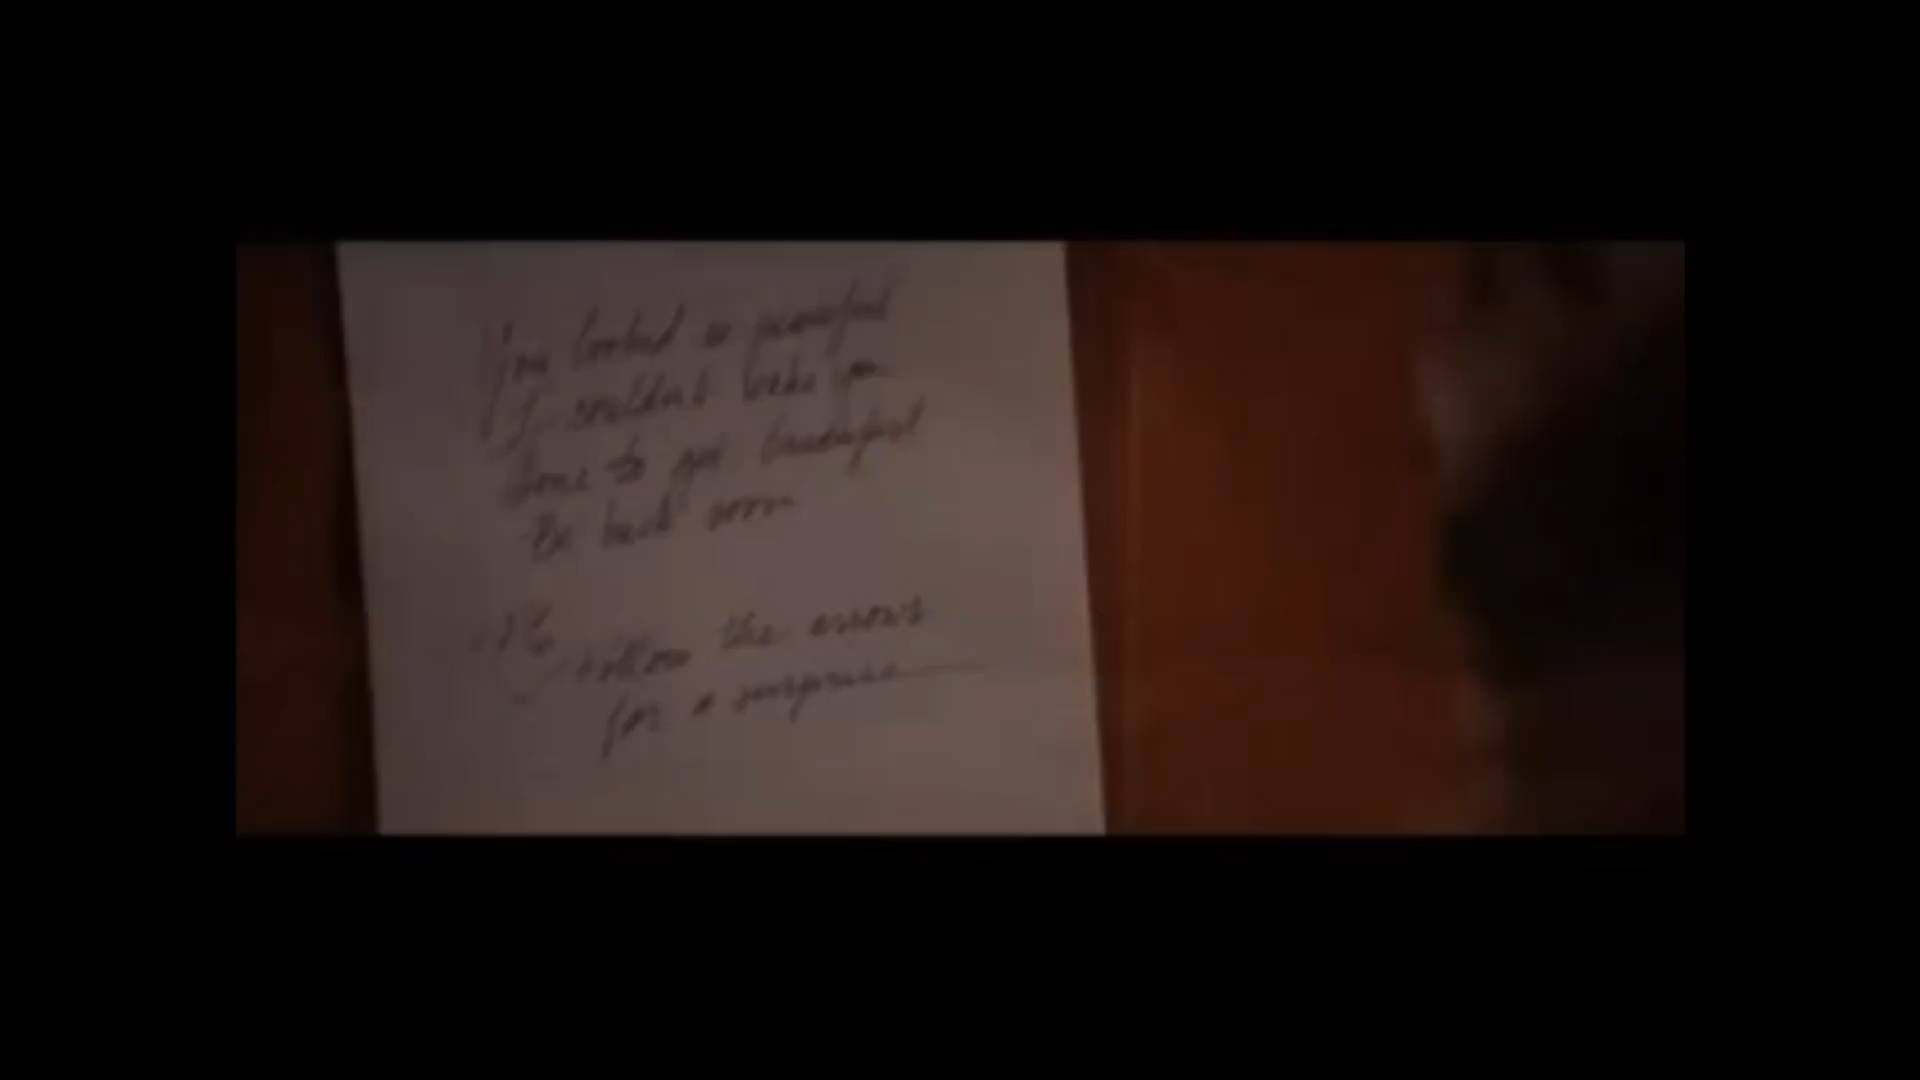 You looked so peaceful
I couldn't wake you
Gone to get breakfast
Be back soon
Follow the arrows
for a surprise